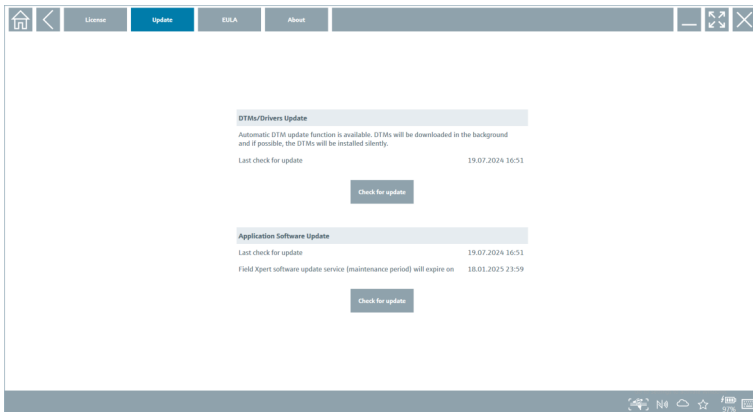 License Update EULA About
DTMs/Drivers Update
Automatic DTM update function is available. DTMs will be downloaded in the background
and if possible, the DTMs will be installed silently.
Last check for update 19.07.2024 16:51
Check for update
Application Software Update
Last check for update 19.07.2024 16:51
Field Xpert software update service (maintenance period) will expire on 18.01.2025 23:59
Check for update
97%